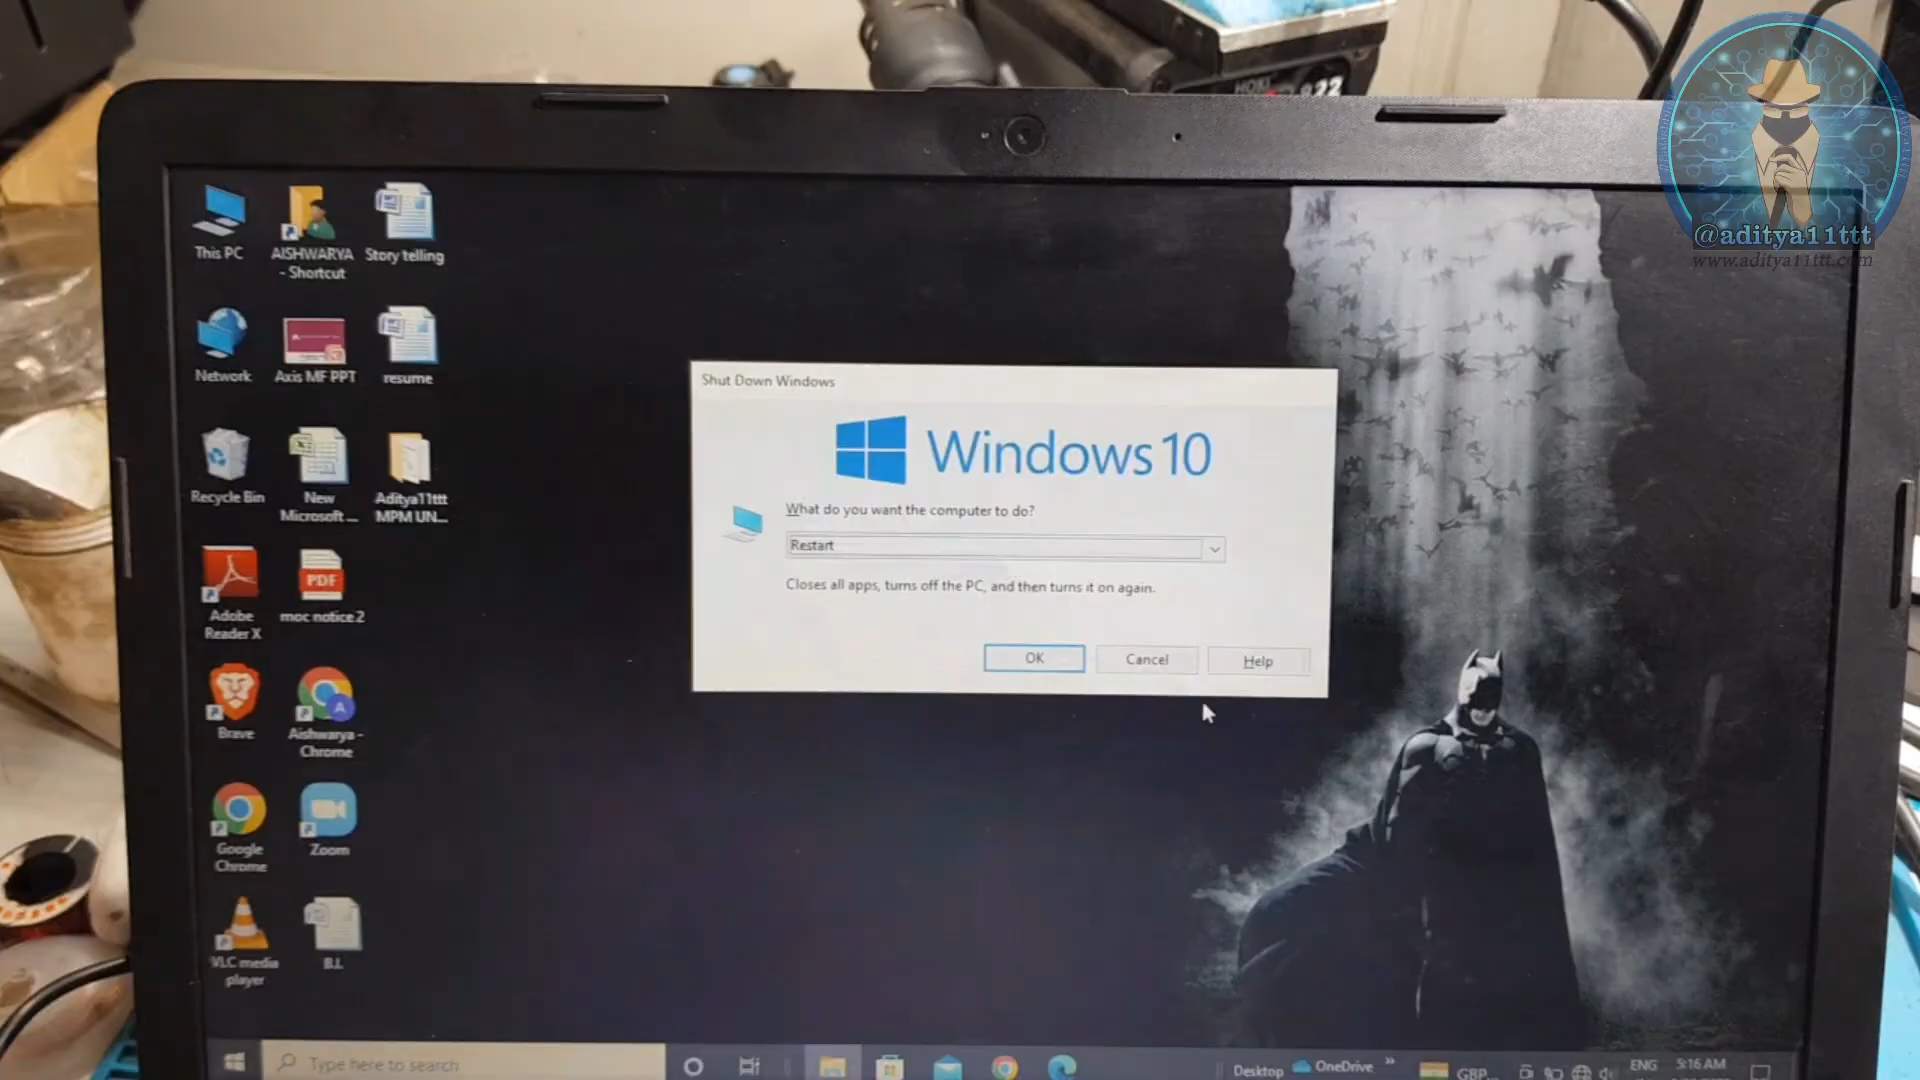 @aditya11ttt
www.aditya11ttt.com
This PC
AISHWARYA
- Shortcut
Story telling
Network
Axis MF PPT
resume
Recycle Bin
New
Microsoft ...
Aditya11ttt
MPM UN...
Adobe
Reader X
PDF
moc notice 2
Brave
A
Aishwarya -
Chrome
Google
Chrome
Zoom
VLC media
player
B.I.
Shut Down Windows
Windows 10
What do you want the computer to do?
Restart
Closes all apps, turns off the PC, and then turns it on again.
OK
Cancel
Help
Type here to search
Desktop
OneDrive
GBP...
ENG
5:16 AM